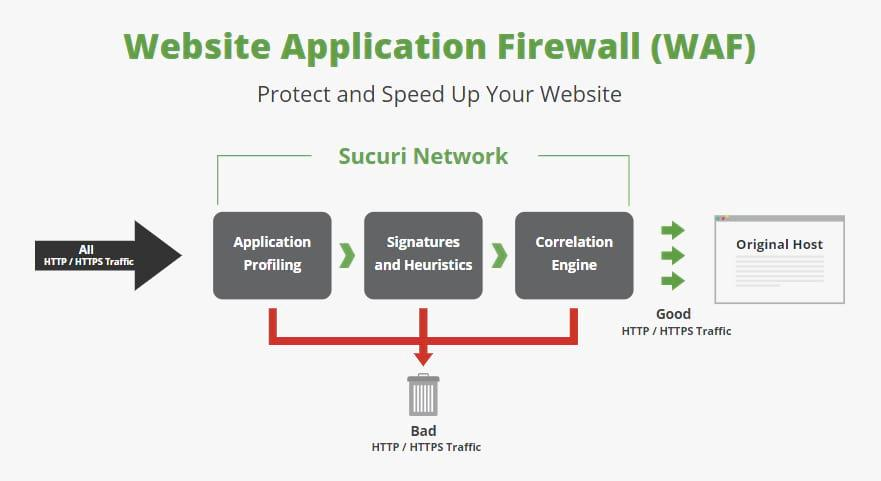 Website Application Firewall (WAF)
Protect and Speed Up Your Website
Sucuri Network
All
HTTP / HTTPS Traffic
Application
Profiling
Signatures
and Heuristics
Correlation
Engine
Original Host
Good
HTTP / HTTPS Traffic
Bad
HTTP / HTTPS Traffic